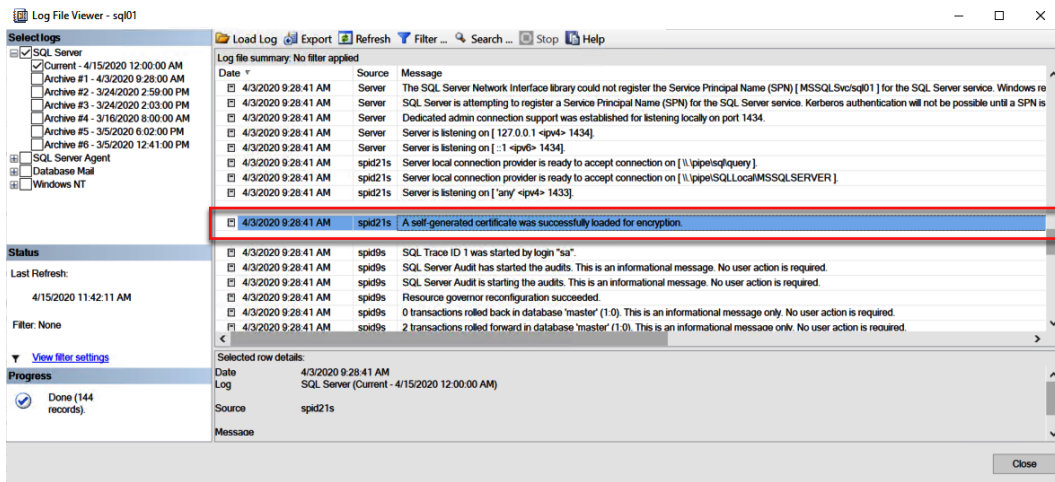 Log File Viewer - sql01
Select logs
SQL Server
Current - 4/15/2020 12:00:00 AM
Archive #1 - 4/3/2020 9:28:00 AM
Archive #2 - 3/24/2020 2:59:00 PM
Archive #3 - 3/24/2020 2:03:00 PM
Archive #4 - 3/16/2020 8:00:00 AM
Archive #5 - 3/5/2020 6:02:00 PM
Archive #6 - 3/5/2020 12:41:00 PM
SQL Server Agent
Database Mail
Windows NT
Status
Last Refresh:
4/15/2020 11:42:11 AM
Filter: None
View filter settings
Progress
Done (144
records).
Load Log Export Refresh Filter ... Search ... Stop Help
Log file summary: No filter applied
Date Source Message
4/3/2020 9:28:41 AM Server The SQL Server Network Interface library could not register the Service Principal Name (SPN) [ MSSQLSvc/sql01 ] for the SQL Server service. Windows re
4/3/2020 9:28:41 AM Server SQL Server is attempting to register a Service Principal Name (SPN) for the SQL Server service. Kerberos authentication will not be possible until a SPN is
4/3/2020 9:28:41 AM Server Dedicated admin connection support was established for listening locally on port 1434.
4/3/2020 9:28:41 AM Server Server is listening on [ 127.0.0.1 <ipv4> 1434].
4/3/2020 9:28:41 AM Server Server is listening on [ ::1 <ipv6> 1434].
4/3/2020 9:28:41 AM spid21s Server local connection provider is ready to accept connection on [ \\.\pipe\sql\query ].
4/3/2020 9:28:41 AM spid21s Server local connection provider is ready to accept connection on [ \\.\pipe\SQLLocal\MSSQLSERVER ].
4/3/2020 9:28:41 AM spid21s Server is listening on [ 'any' <ipv4> 1433].
4/3/2020 9:28:41 AM spid21s A self-generated certificate was successfully loaded for encryption.
4/3/2020 9:28:41 AM spid9s SQL Trace ID 1 was started by login "sa".
4/3/2020 9:28:41 AM spid9s SQL Server Audit has started the audits. This is an informational message. No user action is required.
4/3/2020 9:28:41 AM spid9s SQL Server Audit is starting the audits. This is an informational message. No user action is required.
4/3/2020 9:28:41 AM spid9s Resource governor reconfiguration succeeded.
4/3/2020 9:28:41 AM spid9s 0 transactions rolled back in database 'master' (1:0). This is an informational message only. No user action is required.
4/3/2020 9:28:41 AM spid9s 2 transactions rolled forward in database 'master' (1:0). This is an informational message only. No user action is required.
Selected row details:
Date 4/3/2020 9:28:41 AM
Log SQL Server (Current - 4/15/2020 12:00:00 AM)
Source spid21s
Message
Close